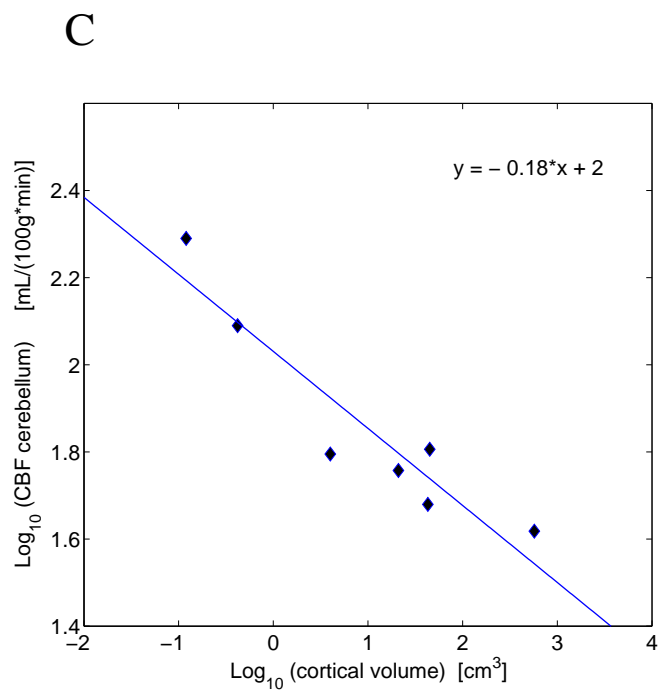 C
y = − 0.18*x + 2
Log10 (CBF cerebellum) [mL/(100g*min)]
2.4
2.2
2
1.8
1.6
1.4
−2 −1 0 1 2 3 4
Log10 (cortical volume) [cm3]